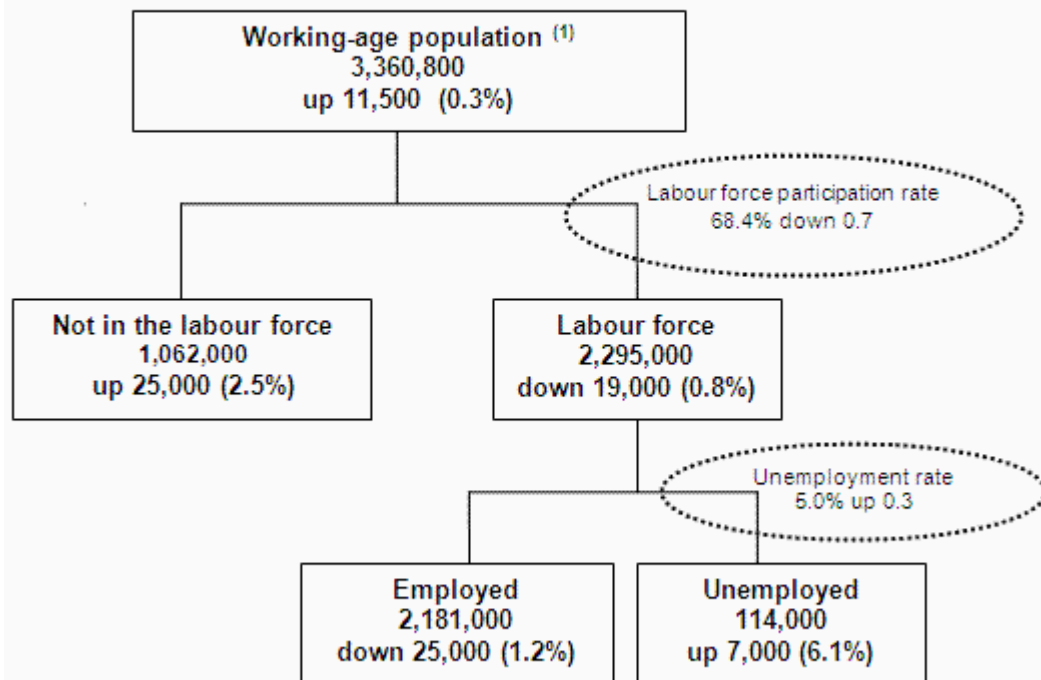 Working-age population (1)
3,360,800
up 11,500 (0.3%)
Labour force participation rate
68.4% down 0.7
Not in the labour force
1,062,000
up 25,000 (2.5%)
Labour force
2,295,000
down 19,000 (0.8%)
Unemployment rate
5.0% up 0.3
Employed
2,181,000
down 25,000 (1.2%)
Unemployed
114,000
up 7,000 (6.1%)